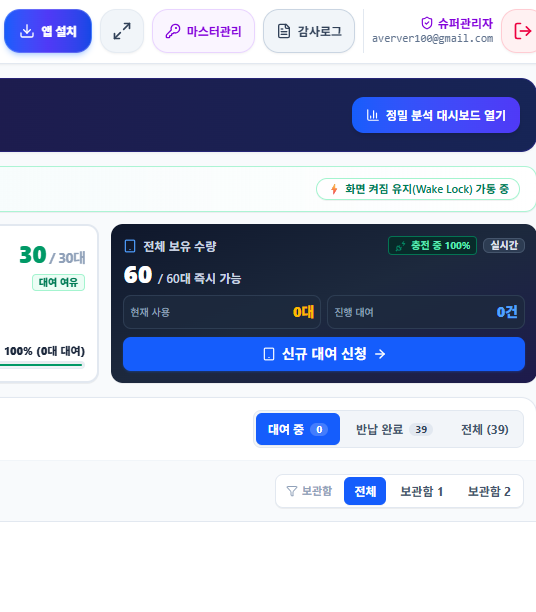 앱 설치
마스터관리
감사로그
슈퍼관리자
averver100@gmail.com
정밀 분석 대시보드 열기
화면 켜짐 유지(Wake Lock) 가동 중
30 / 30대
대여 여유
100% (0대 대여)
전체 보유 수량
충전 중 100%
실시간
60 / 60대 즉시 가능
현재 사용 0대
진행 대여 0건
신규 대여 신청 →
대여 중 0
반납 완료 39
전체 (39)
보관함
전체
보관함 1
보관함 2